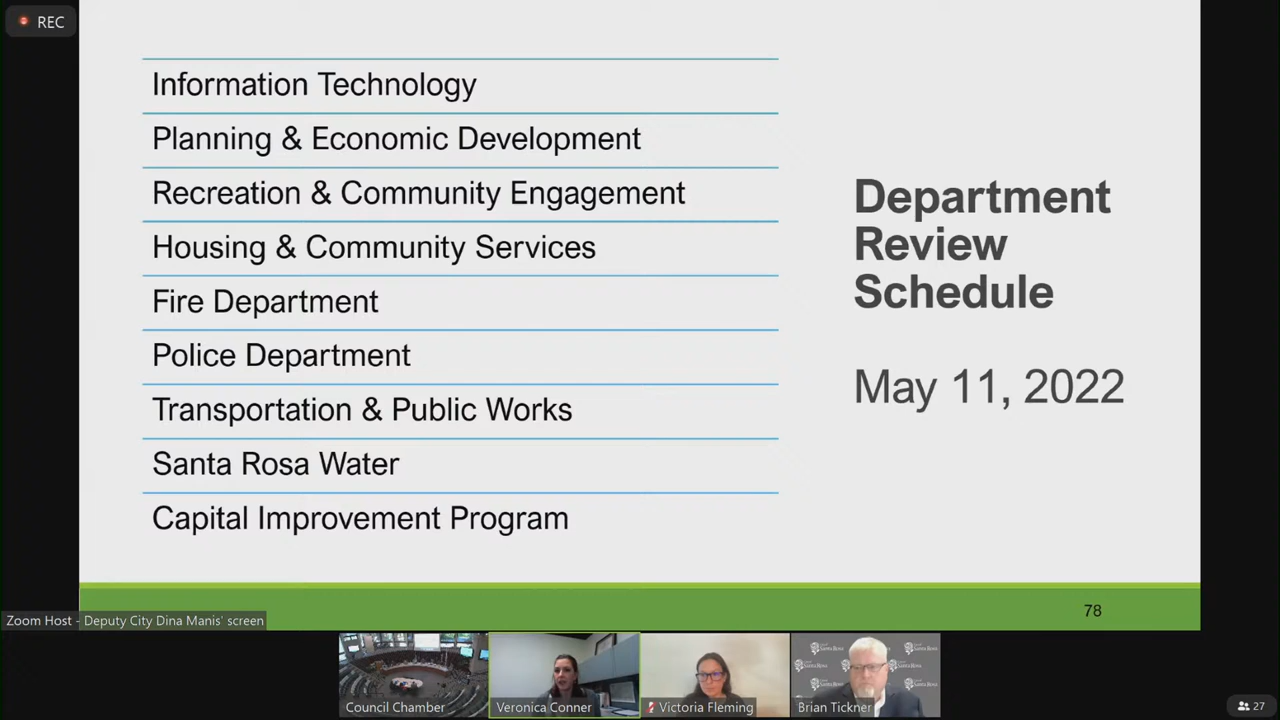 REC
Information Technology
Planning & Economic Development
Recreation & Community Engagement
Housing & Community Services
Fire Department
Police Department
Transportation & Public Works
Santa Rosa Water
Capital Improvement Program
Department
Review
Schedule
May 11, 2022
78
Zoom Host - Deputy City Dina Manis' screen
Council Chamber
Veronica Conner
Victoria Fleming
Brian Tickner
27